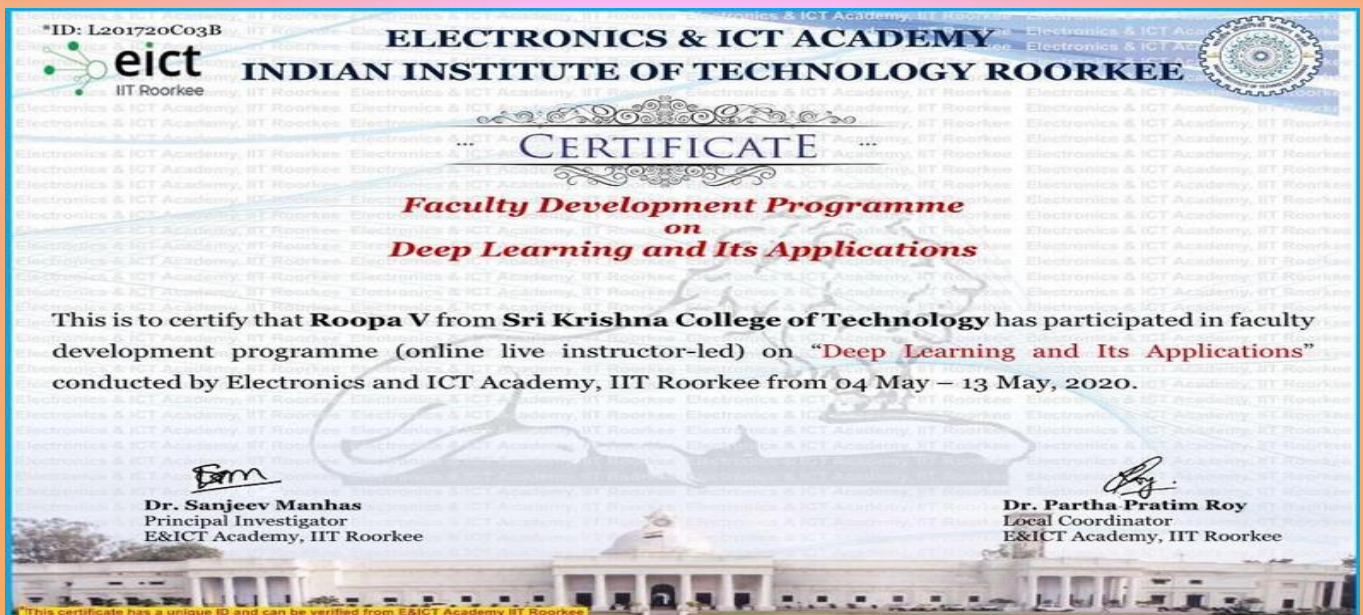 *ID: L201720C03B
eict
IIT Roorkee
ELECTRONICS & ICT ACADEMY
INDIAN INSTITUTE OF TECHNOLOGY ROORKEE
CERTIFICATE
Faculty Development Programme
on
Deep Learning and Its Applications
This is to certify that Roopa V from Sri Krishna College of Technology has participated in faculty
development programme (online live instructor-led) on “Deep Learning and Its Applications”
conducted by Electronics and ICT Academy, IIT Roorkee from 04 May – 13 May, 2020.
Dr. Sanjeev Manhas
Principal Investigator
E&ICT Academy, IIT Roorkee
Dr. Partha Pratim Roy
Local Coordinator
E&ICT Academy, IIT Roorkee
*This certificate has a unique ID and can be verified from E&ICT Academy IIT Roorkee